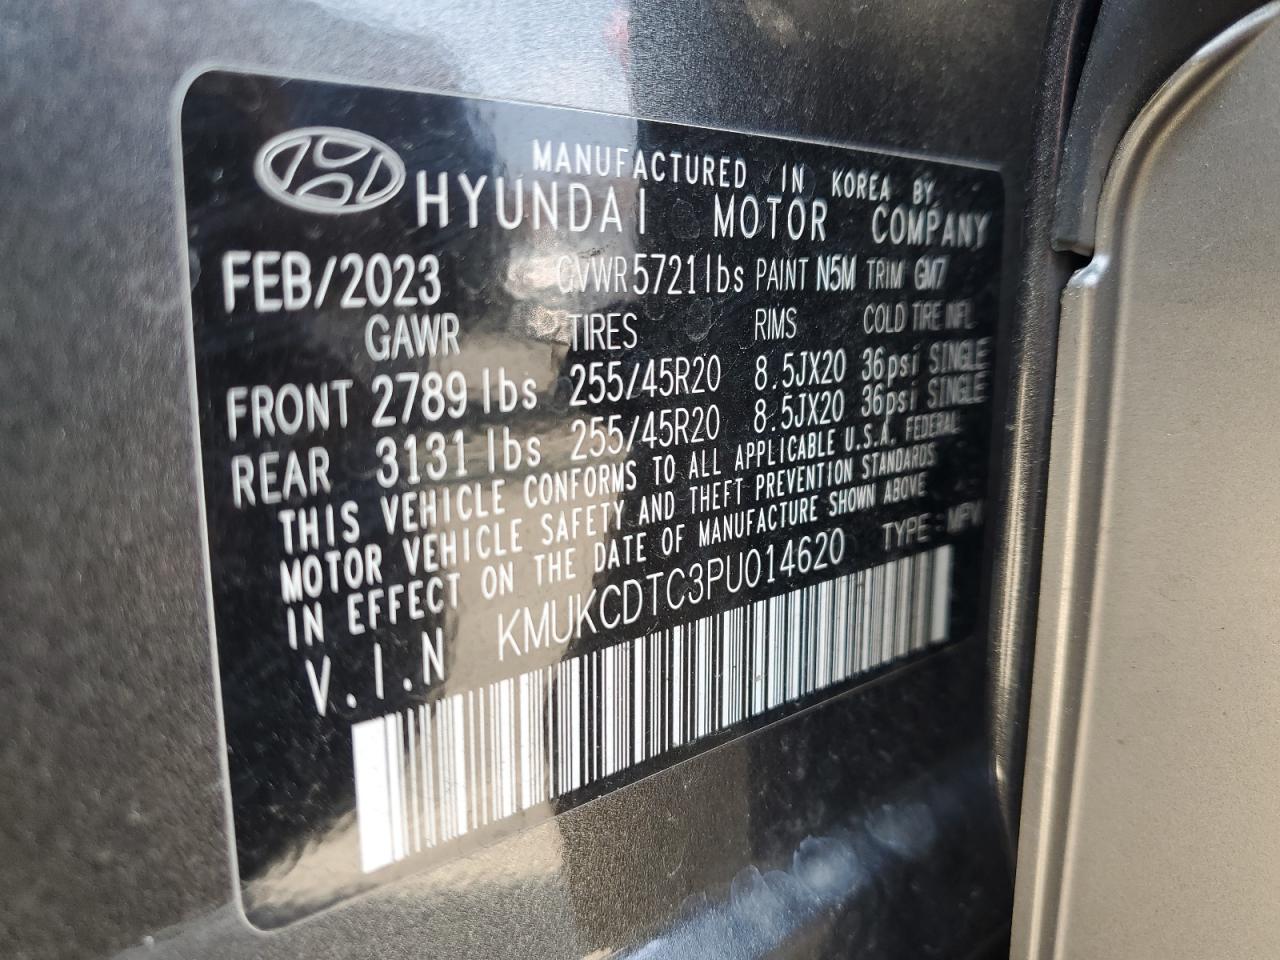 MANUFACTURED IN KOREA BY
HYUNDAI MOTOR COMPANY
FEB/2023 GVWR 5721 lbs PAINT N5M TRIM GM7
GAWR TIRES RIMS COLD TIRE INFL
FRONT 2789 lbs 255/45R20 8.5JX20 36psi SINGLE
REAR 3131 lbs 255/45R20 8.5JX20 36psi SINGLE
THIS VEHICLE CONFORMS TO ALL APPLICABLE U.S.A. FEDERAL
MOTOR VEHICLE SAFETY AND THEFT PREVENTION STANDARDS
IN EFFECT ON THE DATE OF MANUFACTURE SHOWN ABOVE
V.I.N KMUKCDTC3PU014620 TYPE : MPV